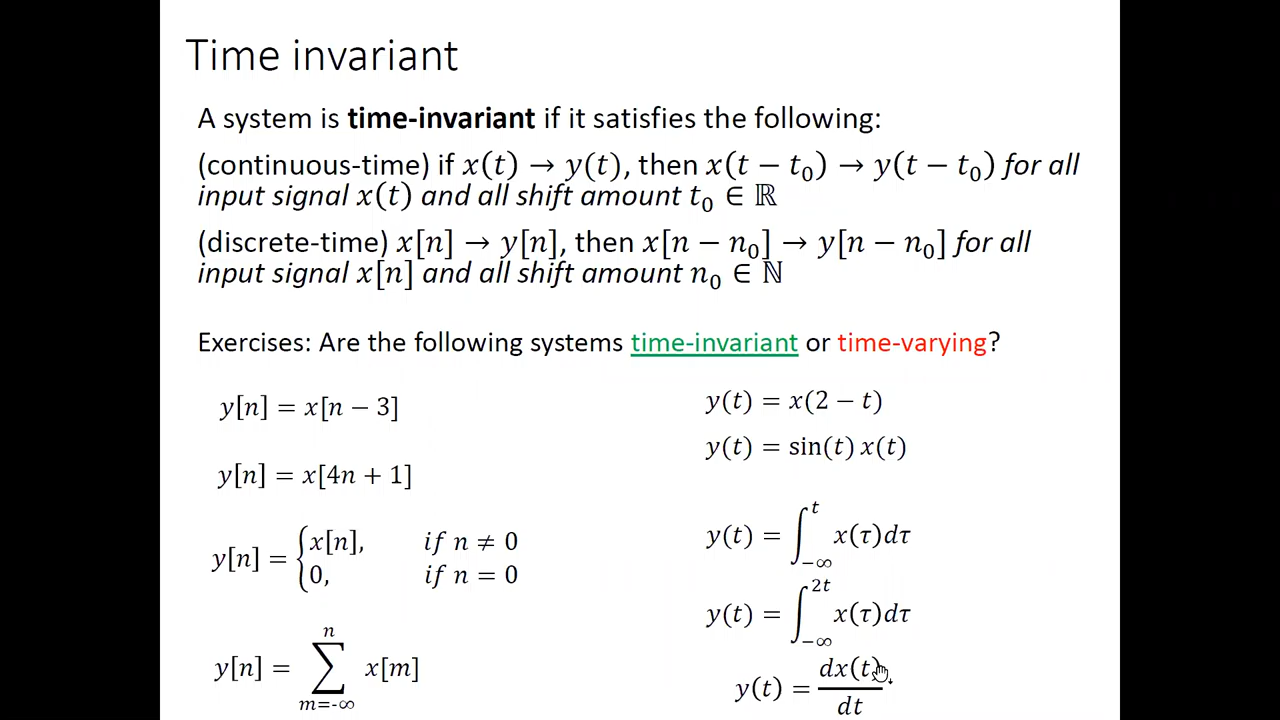 Time invariant
A system is time-invariant if it satisfies the following:
(continuous-time) if x(t) → y(t), then x(t − t₀) → y(t − t₀) for all
input signal x(t) and all shift amount t₀ ∈ ℝ
(discrete-time) x[n] → y[n], then x[n − n₀] → y[n − n₀] for all
input signal x[n] and all shift amount n₀ ∈ ℕ
Exercises: Are the following systems time-invariant or time-varying?
y[n] = x[n − 3]
y[n] = x[4n + 1]
y[n] = { x[n], if n ≠ 0
0, if n = 0
y[n] = ∑_{m=-∞}^{n} x[m]
y(t) = x(2 − t)
y(t) = sin(t) x(t)
y(t) = ∫_{−∞}^{t} x(τ)dτ
y(t) = ∫_{−∞}^{2t} x(τ)dτ
y(t) = dx(t)/dt